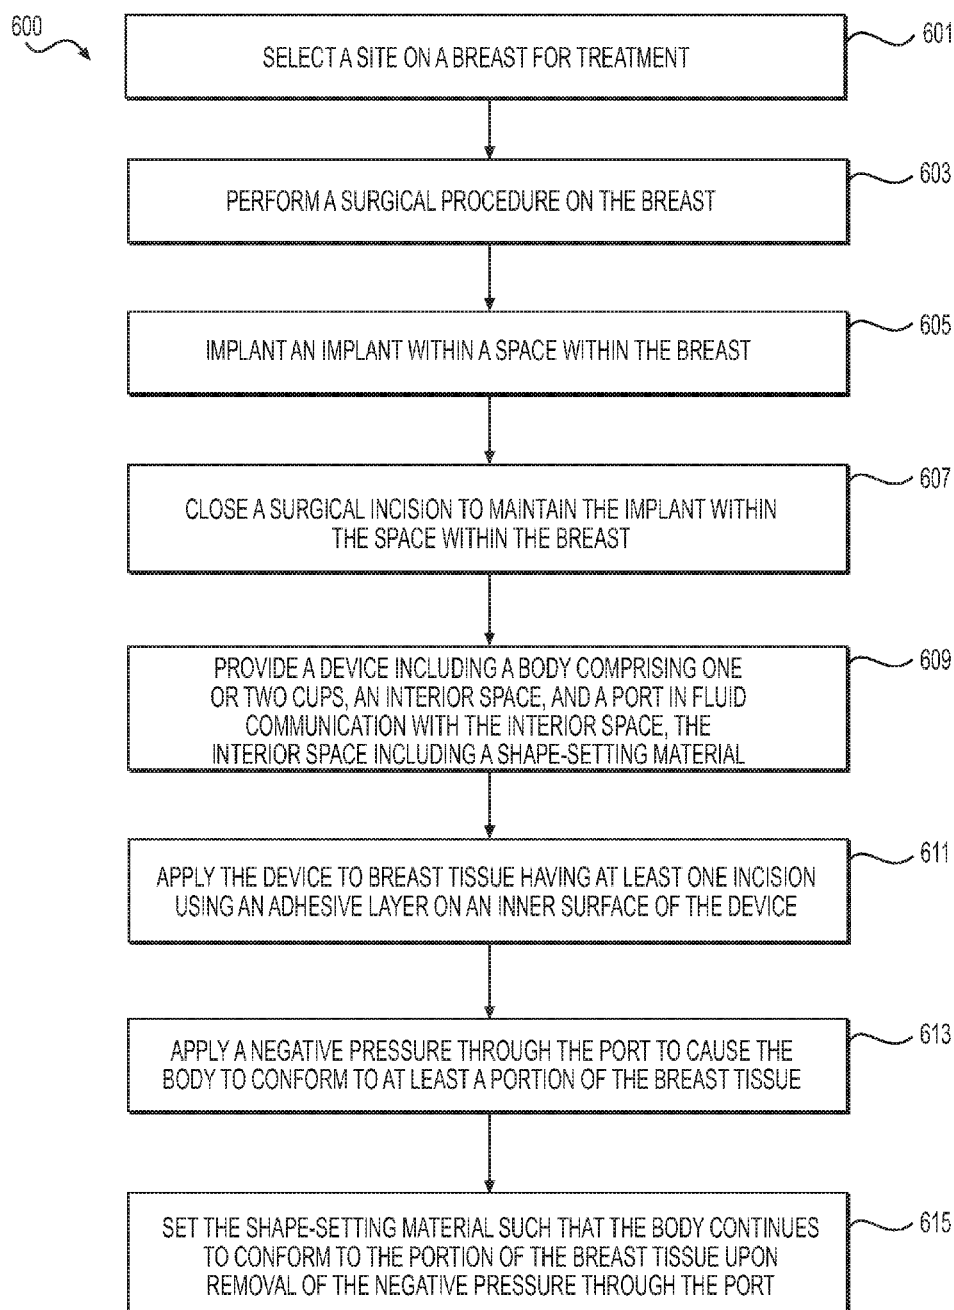 600
601
SELECT A SITE ON A BREAST FOR TREATMENT
603
PERFORM A SURGICAL PROCEDURE ON THE BREAST
605
IMPLANT AN IMPLANT WITHIN A SPACE WITHIN THE BREAST
607
CLOSE A SURGICAL INCISION TO MAINTAIN THE IMPLANT WITHIN
THE SPACE WITHIN THE BREAST
609
PROVIDE A DEVICE INCLUDING A BODY COMPRISING ONE
OR TWO CUPS, AN INTERIOR SPACE, AND A PORT IN FLUID
COMMUNICATION WITH THE INTERIOR SPACE, THE
INTERIOR SPACE INCLUDING A SHAPE-SETTING MATERIAL
611
APPLY THE DEVICE TO BREAST TISSUE HAVING AT LEAST ONE INCISION
USING AN ADHESIVE LAYER ON AN INNER SURFACE OF THE DEVICE
613
APPLY A NEGATIVE PRESSURE THROUGH THE PORT TO CAUSE THE
BODY TO CONFORM TO AT LEAST A PORTION OF THE BREAST TISSUE
615
SET THE SHAPE-SETTING MATERIAL SUCH THAT THE BODY CONTINUES
TO CONFORM TO THE PORTION OF THE BREAST TISSUE UPON
REMOVAL OF THE NEGATIVE PRESSURE THROUGH THE PORT